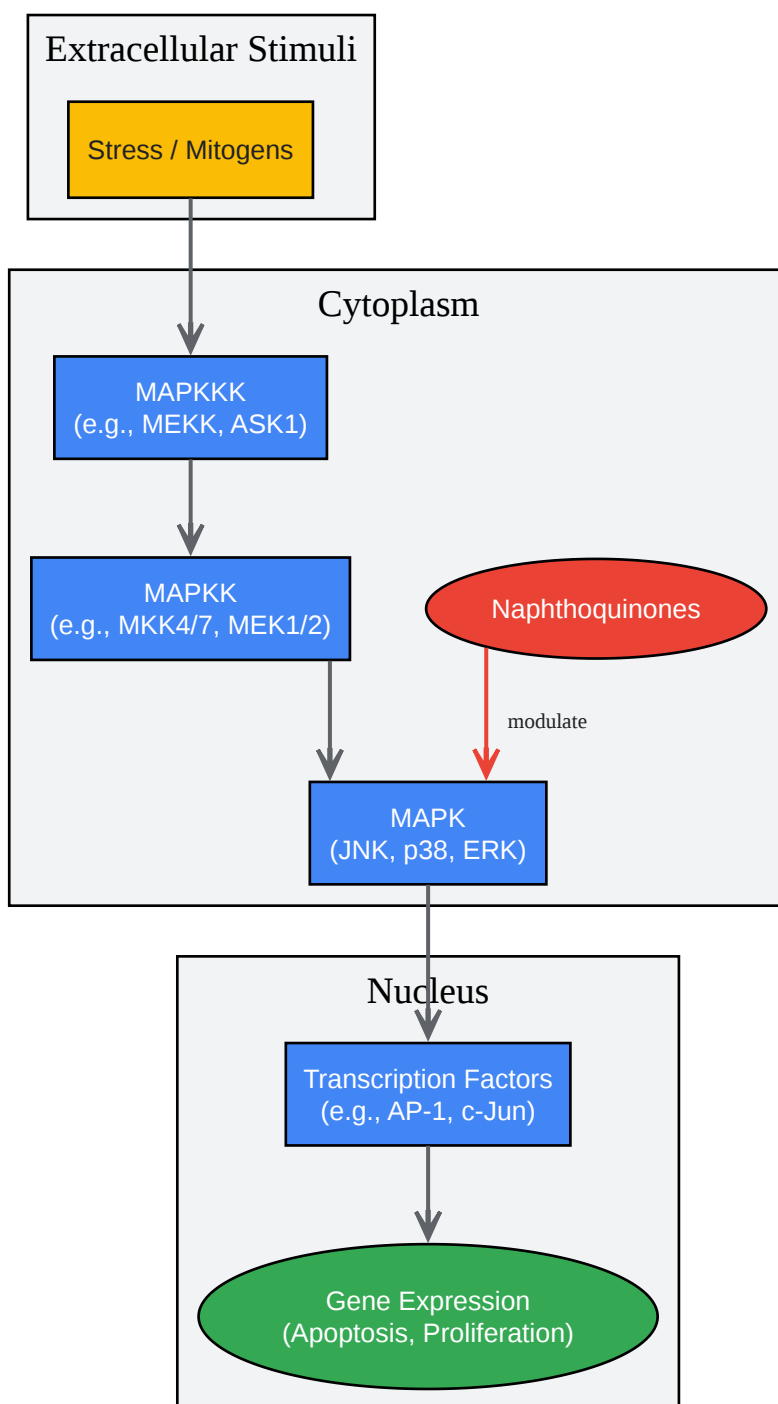 Extracellular Stimuli
Stress / Mitogens
Cytoplasm
MAPKKK
(e.g., MEKK, ASK1)
MAPKK
(e.g., MKK4/7, MEK1/2)
Naphthoquinones
modulate
MAPK
(JNK, p38, ERK)
Nucleus
Transcription Factors
(e.g., AP-1, c-Jun)
Gene Expression
(Apoptosis, Proliferation)